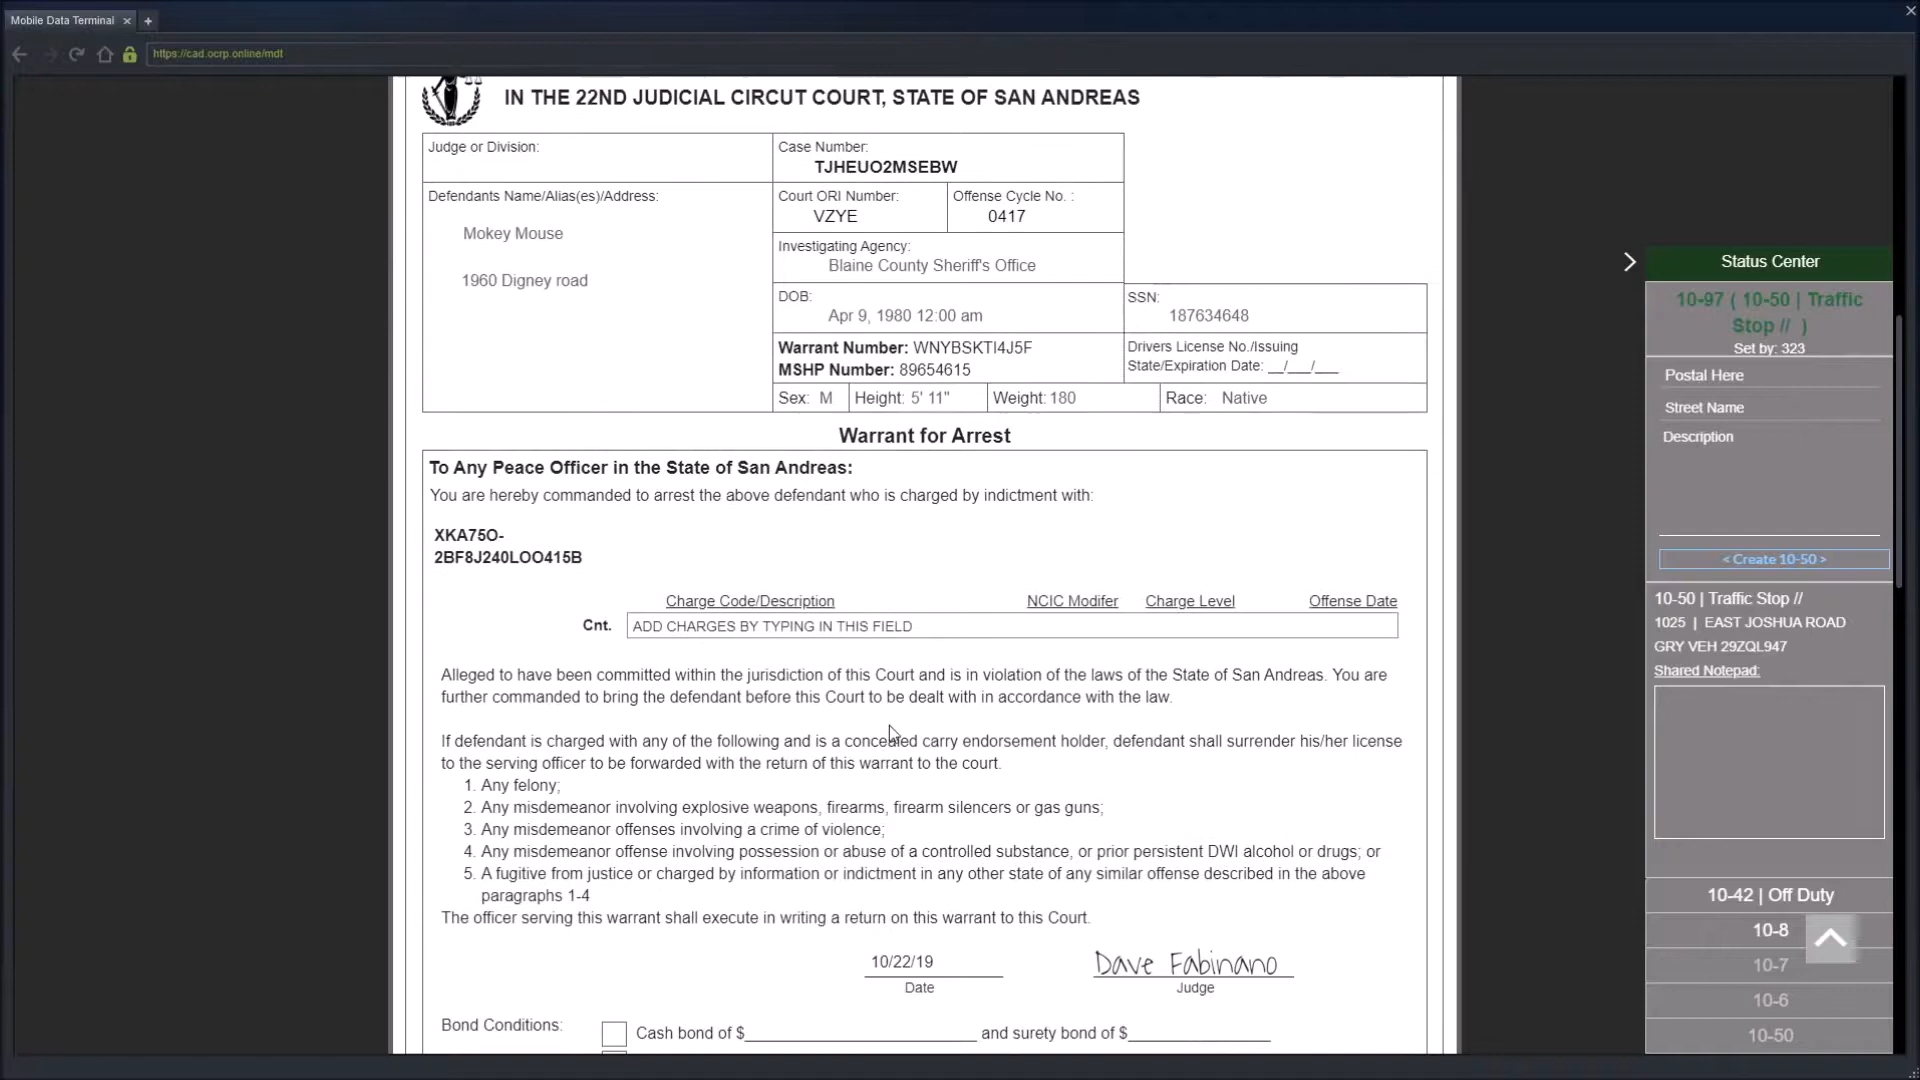 Mobile Data Terminal
https://cad.ocrp.online/mdt
IN THE 22ND JUDICIAL CIRCUT COURT, STATE OF SAN ANDREAS
Judge or Division:
Case Number:
TJHEUO2MSEBW
Defendants Name/Alias(es)/Address:
Mokey Mouse
1960 Digney road
Court ORI Number:
VZYE
Offense Cycle No. :
0417
Investigating Agency:
Blaine County Sheriff's Office
DOB:
Apr 9, 1980 12:00 am
SSN:
187634648
Warrant Number: WNYBSKTI4J5F
MSHP Number: 89654615
Drivers License No./Issuing
State/Expiration Date: __/___/___
Sex: M
Height: 5' 11"
Weight: 180
Race: Native
Warrant for Arrest
To Any Peace Officer in the State of San Andreas:
You are hereby commanded to arrest the above defendant who is charged by indictment with:
XKA75O-
2BF8J240LOO415B
Charge Code/Description
NCIC Modifer
Charge Level
Offense Date
Cnt.
ADD CHARGES BY TYPING IN THIS FIELD
Alleged to have been committed within the jurisdiction of this Court and is in violation of the laws of the State of San Andreas. You are
further commanded to bring the defendant before this Court to be dealt with in accordance with the law.
If defendant is charged with any of the following and is a concealed carry endorsement holder, defendant shall surrender his/her license
to the serving officer to be forwarded with the return of this warrant to the court.
1. Any felony;
2. Any misdemeanor involving explosive weapons, firearms, firearm silencers or gas guns;
3. Any misdemeanor offenses involving a crime of violence;
4. Any misdemeanor offense involving possession or abuse of a controlled substance, or prior persistent DWI alcohol or drugs; or
5. A fugitive from justice or charged by information or indictment in any other state of any similar offense described in the above
paragraphs 1-4
The officer serving this warrant shall execute in writing a return on this warrant to this Court.
10/22/19
Date
Dave Fabinano
Judge
Bond Conditions:
Cash bond of $__________ and surety bond of $__________
Status Center
10-97 ( 10-50 | Traffic
Stop // )
Set by: 323
Postal Here
Street Name
Description
< Create 10-50 >
10-50 | Traffic Stop //
1025 | EAST JOSHUA ROAD
GRY VEH 29ZQL947
Shared Notepad:
10-42 | Off Duty
10-8
10-7
10-6
10-50